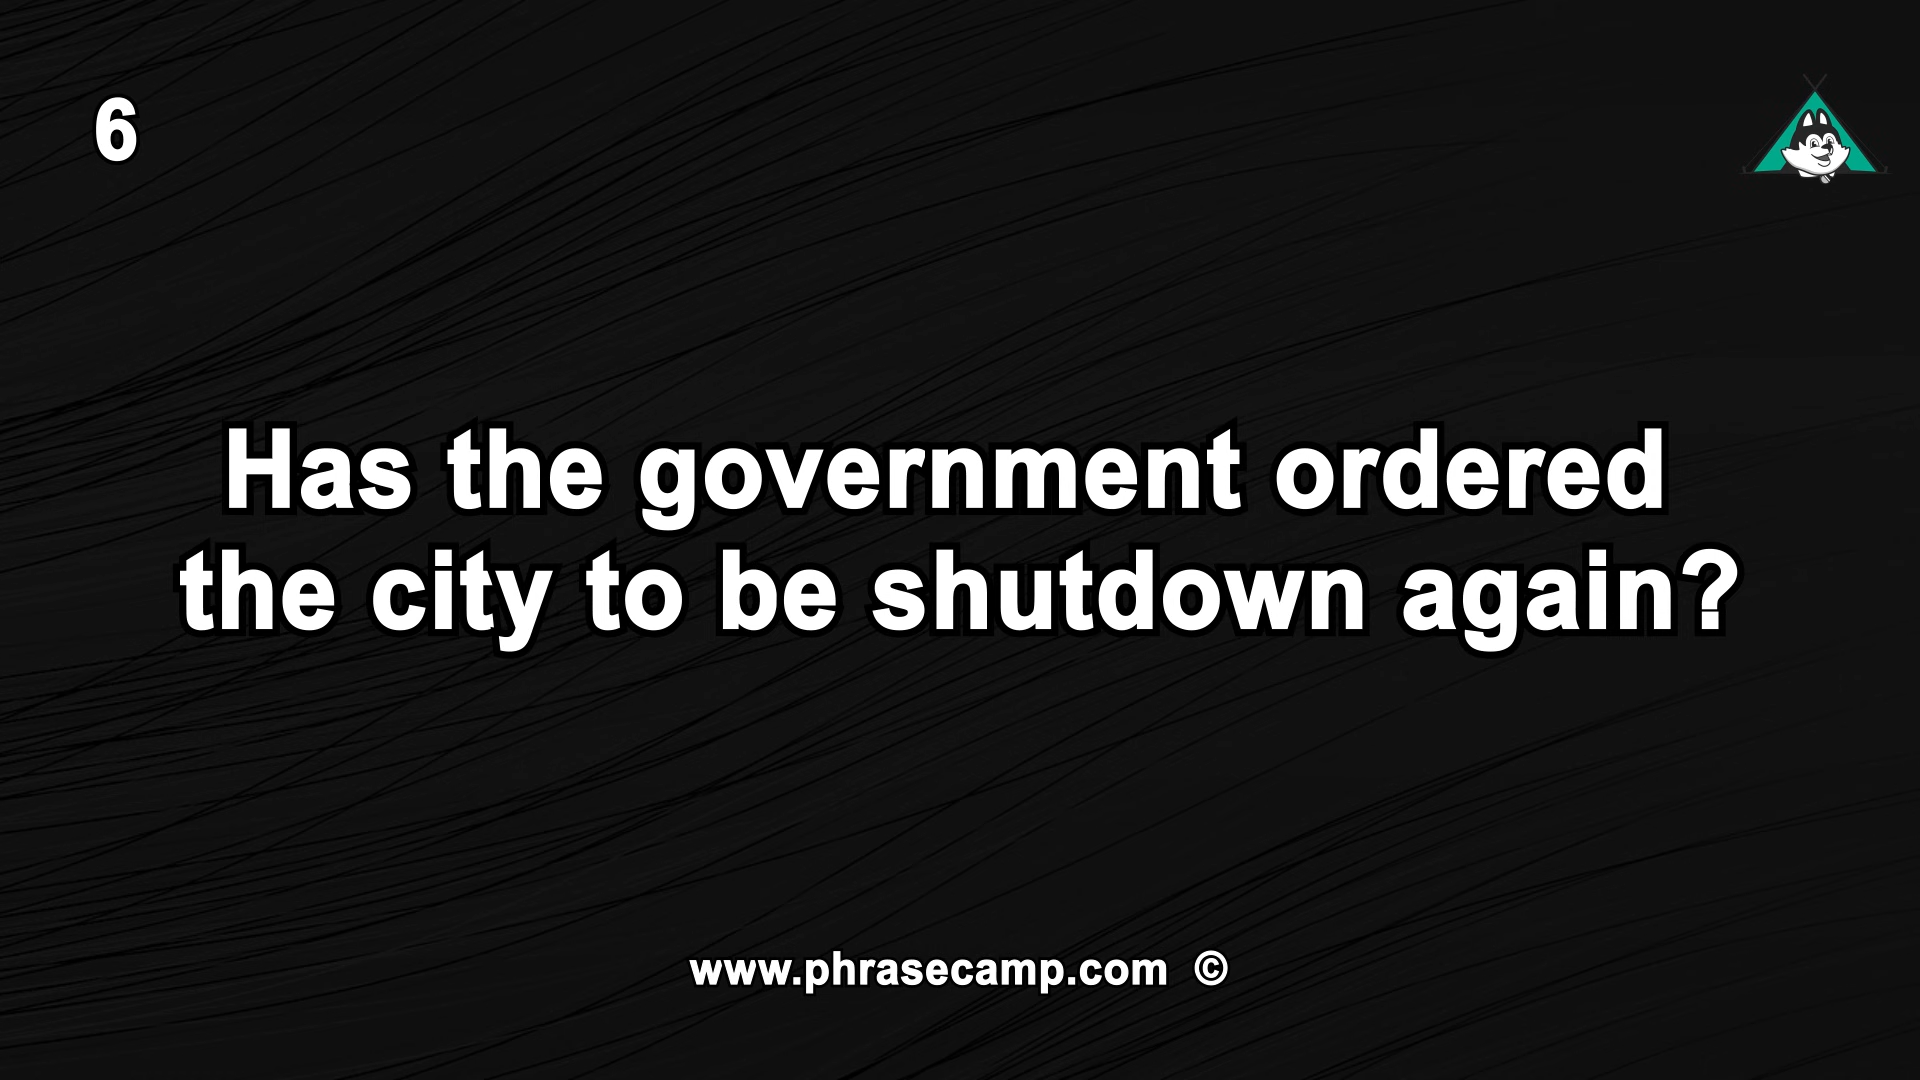 6
Has the government ordered
the city to be shutdown again?
www.phrasecamp.com ©